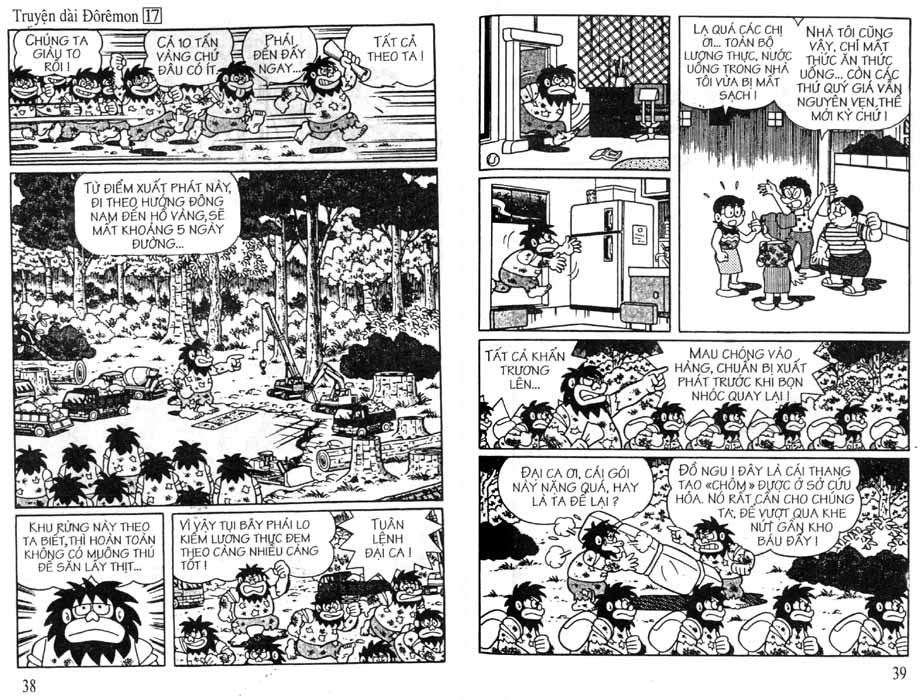 Truyện dài Đôrêmon 17
CHÚNG TA
GIÀU TO
RỒI !
CẢ 10 TẤN
VÀNG CHỨ
ĐÂU CÓ ÍT.
PHẢI
ĐẾN ĐẤY
NGAY...
TẤT CẢ
THEO TA !
TỪ ĐIỂM XUẤT PHÁT NÀY,
ĐI THEO HƯỚNG ĐÔNG
NAM ĐẾN HỐ VÀNG, SẼ
MẤT KHOẢNG 5 NGÀY
ĐƯỜNG...
KHU RỪNG NÀY THEO
TA BIẾT, THÌ HOÀN TOÀN
KHÔNG CÓ MUÔNG THÚ
ĐỂ SĂN LẤY THỊT...
VÌ VẬY TỤI BÂY PHẢI LO
KIẾM LƯƠNG THỰC ĐEM
THEO CÀNG NHIỀU CÀNG
TỐT !
TUÂN
LỆNH
ĐẠI CA !
38
LẠ QUÁ CÁC CHỊ
ƠI... TOÀN BỘ
LƯƠNG THỰC, NƯỚC
UỐNG TRONG NHÀ
TÔI VỪA BỊ MẤT
SẠCH !
NHÀ TÔI CŨNG
VẬY, CHỈ MẤT
THỨC ĂN THỨC
UỐNG... CÒN CÁC
THỨ QUÝ GIÁ VẪN
NGUYÊN VẸN, THẾ
MỚI KỲ CHỨ !
TẤT CẢ KHẨN
TRƯƠNG
LÊN...
MAU CHÓNG VÀO
HÀNG, CHUẨN BỊ XUẤT
PHÁT TRƯỚC KHI BỌN
NHÓC QUAY LẠI !
ĐẠI CA ƠI, CÁI GÓI
NÀY NẶNG QUÁ, HAY
LÀ TA ĐỂ LẠI ?
ĐỒ NGU ! ĐÂY LÀ CÁI THANG
TAO «CHÔM» ĐƯỢC Ở SỞ CỨU
HỎA. NÓ RẤT CẦN CHO CHÚNG
TA, ĐỂ VƯỢT QUA KHE
NỨT GẦN KHO
BÁU ĐẤY !
39